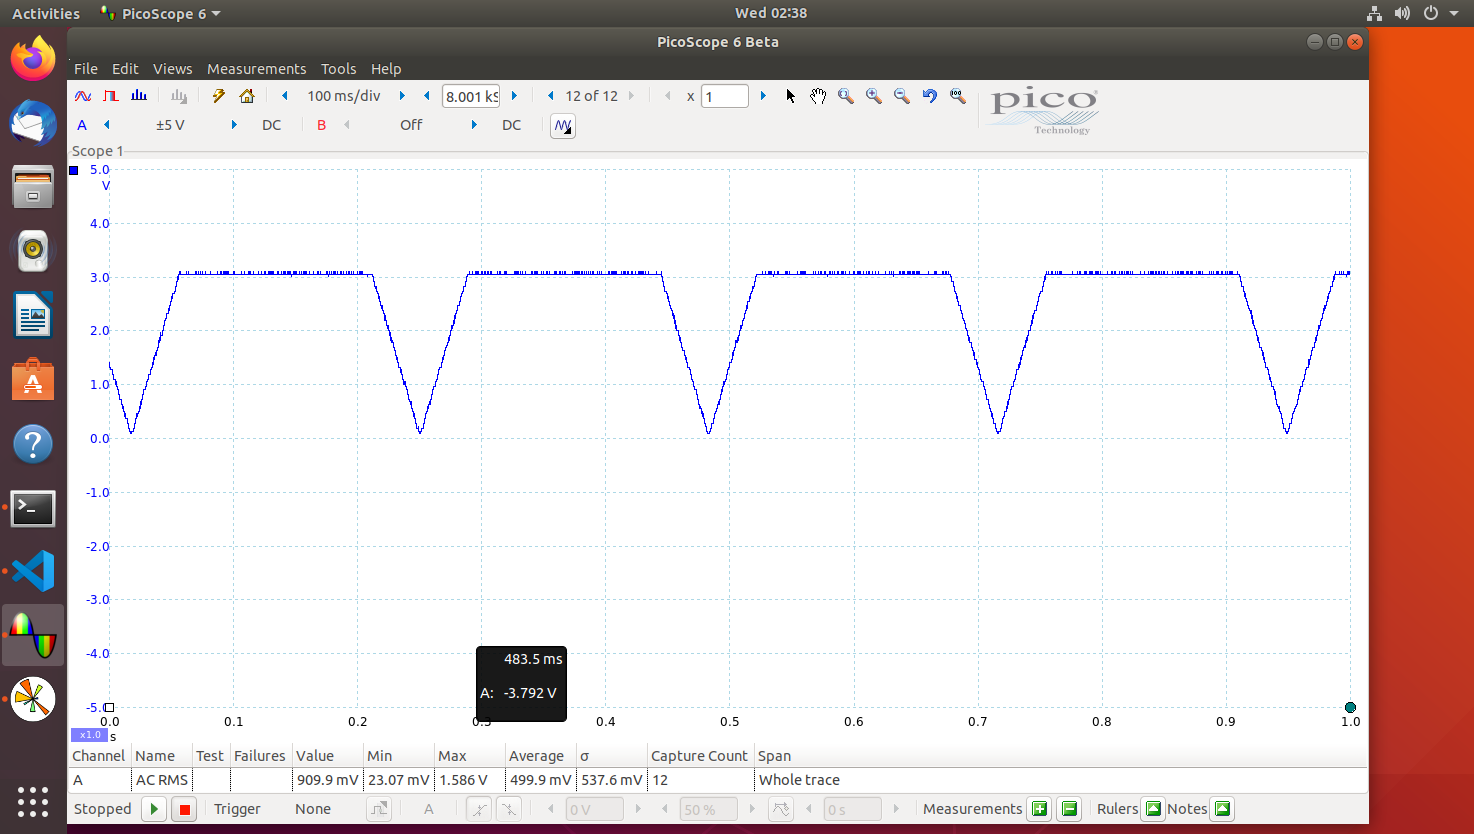 Activities PicoScope 6 Wed 02:38
PicoScope 6 Beta
File Edit Views Measurements Tools Help
100 ms/div 8.001 kS 12 of 12 x 1
pico
Technology
A ±5 V DC B Off DC
Scope 1
5.0
V
4.0
3.0
2.0
1.0
0.0
-1.0
-2.0
-3.0
-4.0
-5.0
483.5 ms
A: -3.792 V
0.0 0.1 0.2 0.3 0.4 0.5 0.6 0.7 0.8 0.9 1.0
x1.0 s
Channel Name Test Failures Value Min Max Average σ Capture Count Span
A AC RMS 909.9 mV 23.07 mV 1.586 V 499.9 mV 537.6 mV 12 Whole trace
Stopped Trigger None A 0 V 50 % 0 s Measurements Rulers Notes